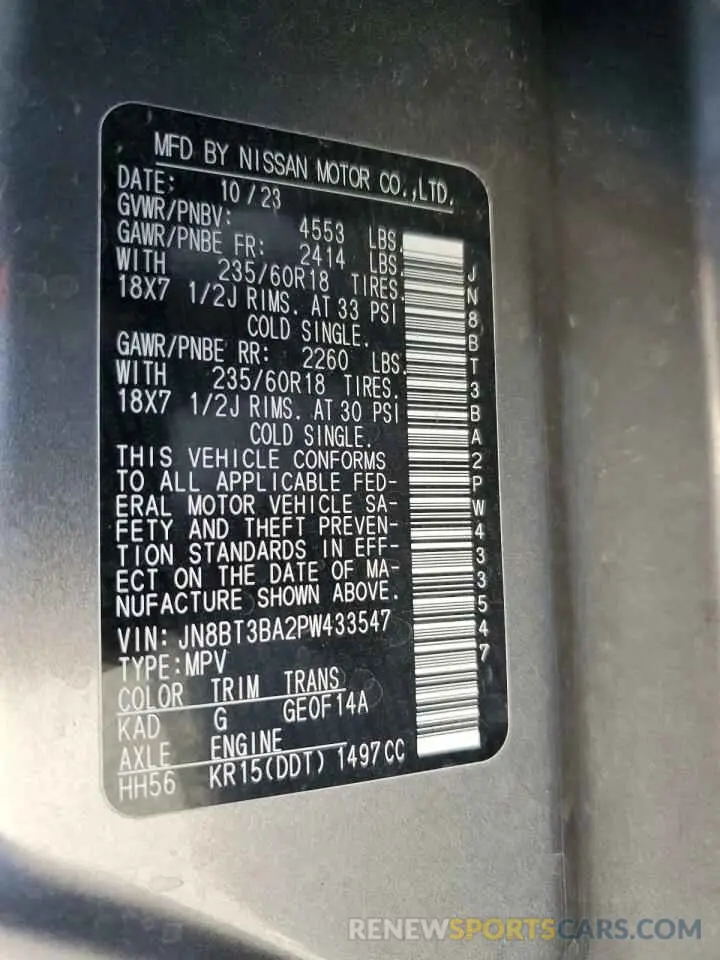 MFD BY NISSAN MOTOR CO.,LTD.
DATE: 10/23
GVWR/PNBV: 4553 LBS.
GAWR/PNBE FR: 2414 LBS.
WITH 235/60R18 TIRES.
18X7 1/2J RIMS. AT 33 PSI
COLD SINGLE.
GAWR/PNBE RR: 2260 LBS.
WITH 235/60R18 TIRES.
18X7 1/2J RIMS. AT 30 PSI
COLD SINGLE.
THIS VEHICLE CONFORMS
TO ALL APPLICABLE FED-
ERAL MOTOR VEHICLE SA-
FETY AND THEFT PREVEN-
TION STANDARDS IN EFF-
ECT ON THE DATE OF MA-
NUFACTURE SHOWN ABOVE.
VIN: JN8BT3BA2PW433547
TYPE:MPV
COLOR TRIM TRANS
KAD G GEOF14A
AXLE ENGINE
HH56 KR15(DDT) 1497CC
JN8BT3BA2PW433547
RENEWSPORTSCARS.COM